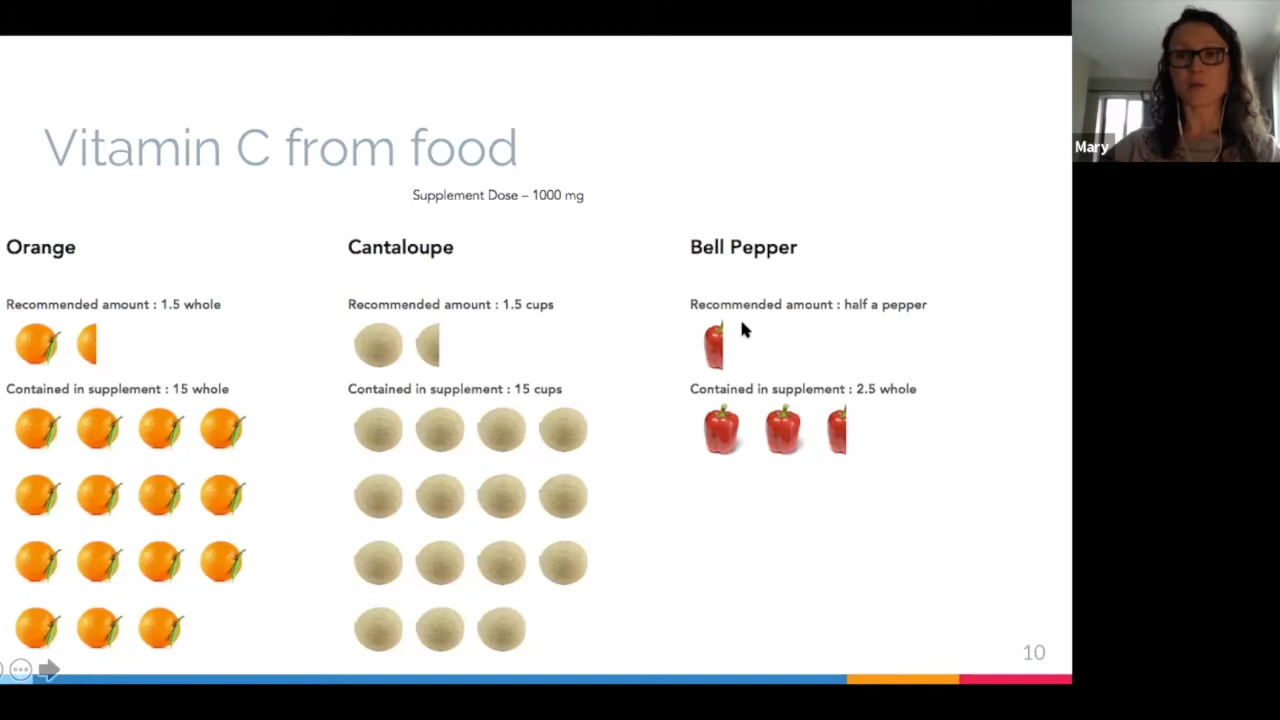 Vitamin C from food
Supplement Dose – 1000 mg
Orange
Recommended amount : 1.5 whole
Contained in supplement : 15 whole
Cantaloupe
Recommended amount : 1.5 cups
Contained in supplement : 15 cups
Bell Pepper
Recommended amount : half a pepper
Contained in supplement : 2.5 whole
10
Mary